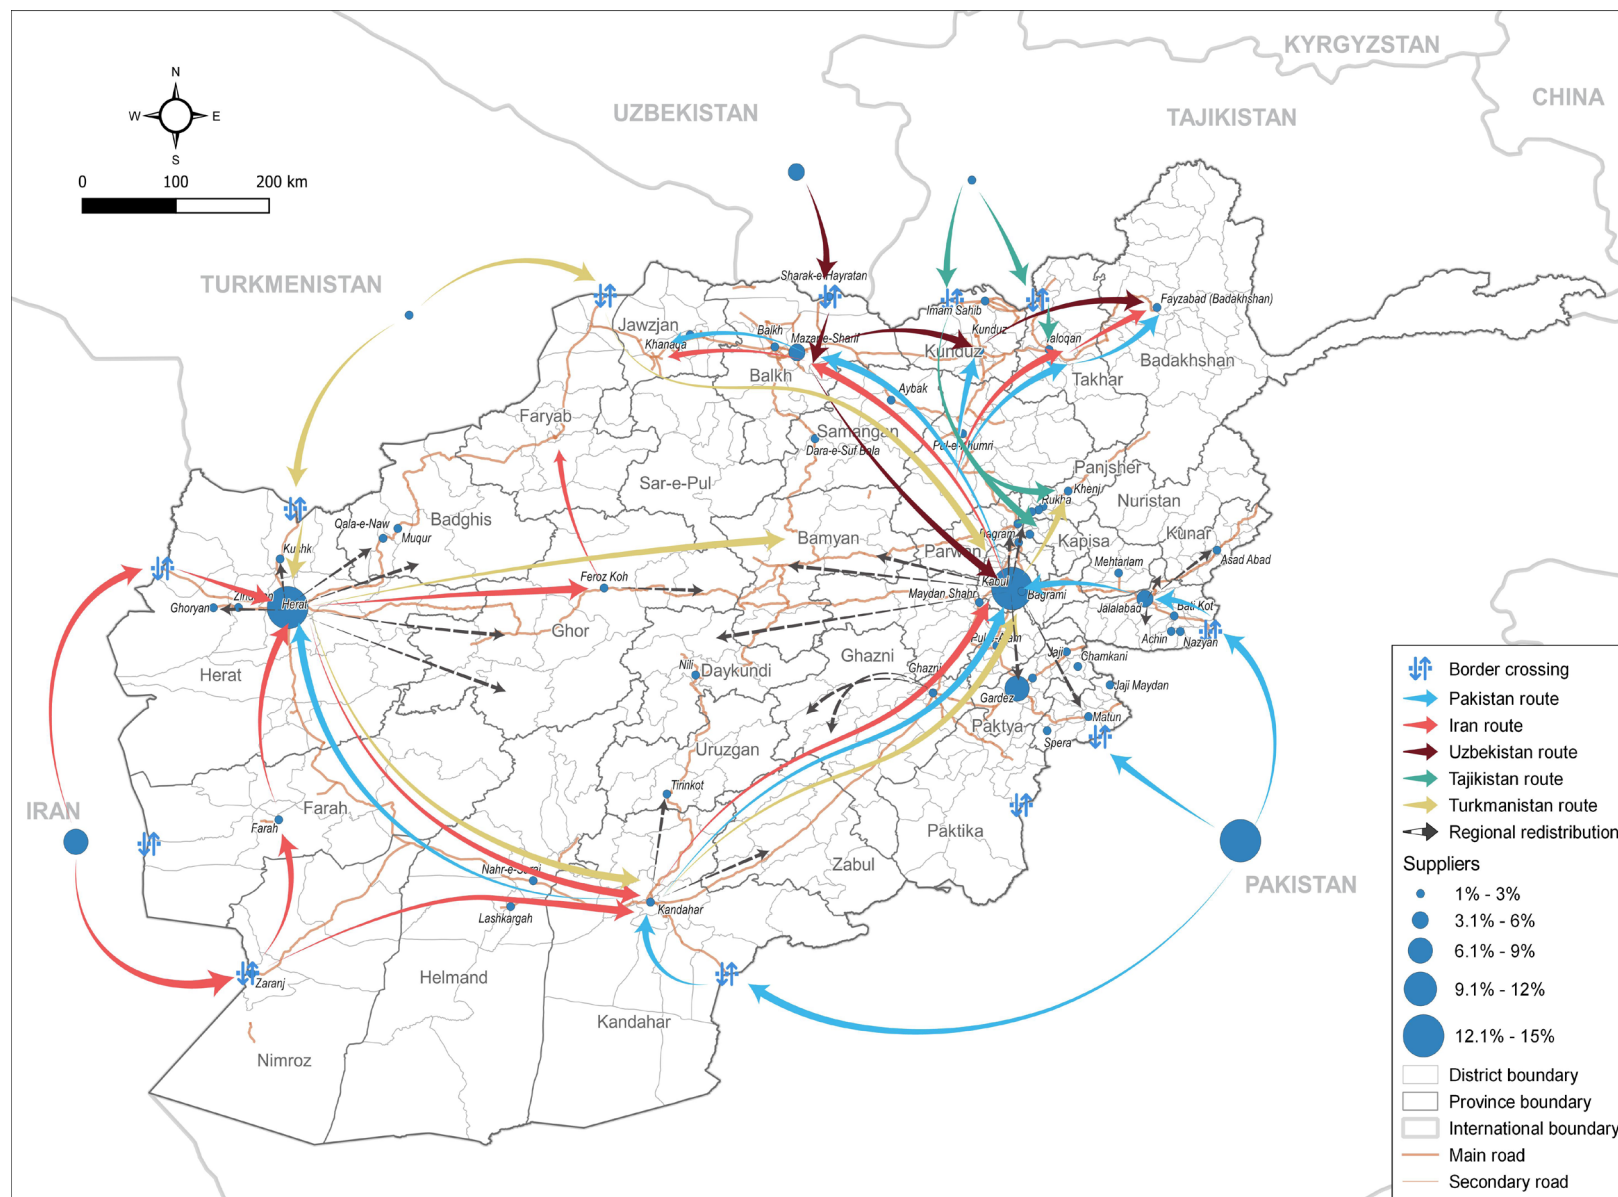 KYRGYZSTAN
CHINA
UZBEKISTAN
TAJIKISTAN
N
W
E
S
0 100 200 km
TURKMENISTAN
Sharak-e-Hayratan
Imam Sahib
Fayzabad (Badakhshan)
Jawzjan
Balkh
Mazar-e-Sharif
Kunduz
Khanaqa
Kunduz
Taloqan
Badakhshan
Balkh
Takhar
Aybak
Faryab
Samangan
Pul-e-Khumri
Dara-e-Suf Bala
Sar-e-Pul
Panjsher
Khenj
Rukha
Nuristan
Badghis
Qala-e-Naw
Muqur
Bamyan
Bagram
Kapisa
Kunar
Parwan
Kushk
Asad Abad
Mehtarlam
Feroz Koh
Kabul
Maydan Shahr
Bagrami
Ghoryan
Herat
Jalalabad
Bati Kot
Ghor
Achin
Nazyan
Pul-e-Alam
Jaji
Ghamkani
Ghazni
Ghazni
Nili
Daykundi
Herat
Gardez
Jaji Maydan
Matun
Paktya
Spera
Uruzgan
Tirinkot
IRAN
Farah
Farah
Paktika
Zabul
Nahr-e-Saraj
PAKISTAN
Lashkargah
Kandahar
Zaranj
Helmand
Kandahar
Nimroz
Border crossing
Pakistan route
Iran route
Uzbekistan route
Tajikistan route
Turkmanistan route
Regional redistribution
Suppliers
1% - 3%
3.1% - 6%
6.1% - 9%
9.1% - 12%
12.1% - 15%
District boundary
Province boundary
International boundary
Main road
Secondary road